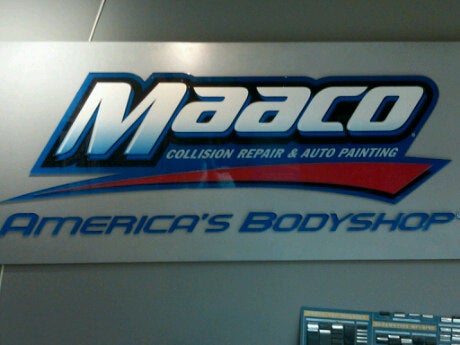 MAACO
COLLISION REPAIR & AUTO PAINTING
AMERICA'S BODYSHOP